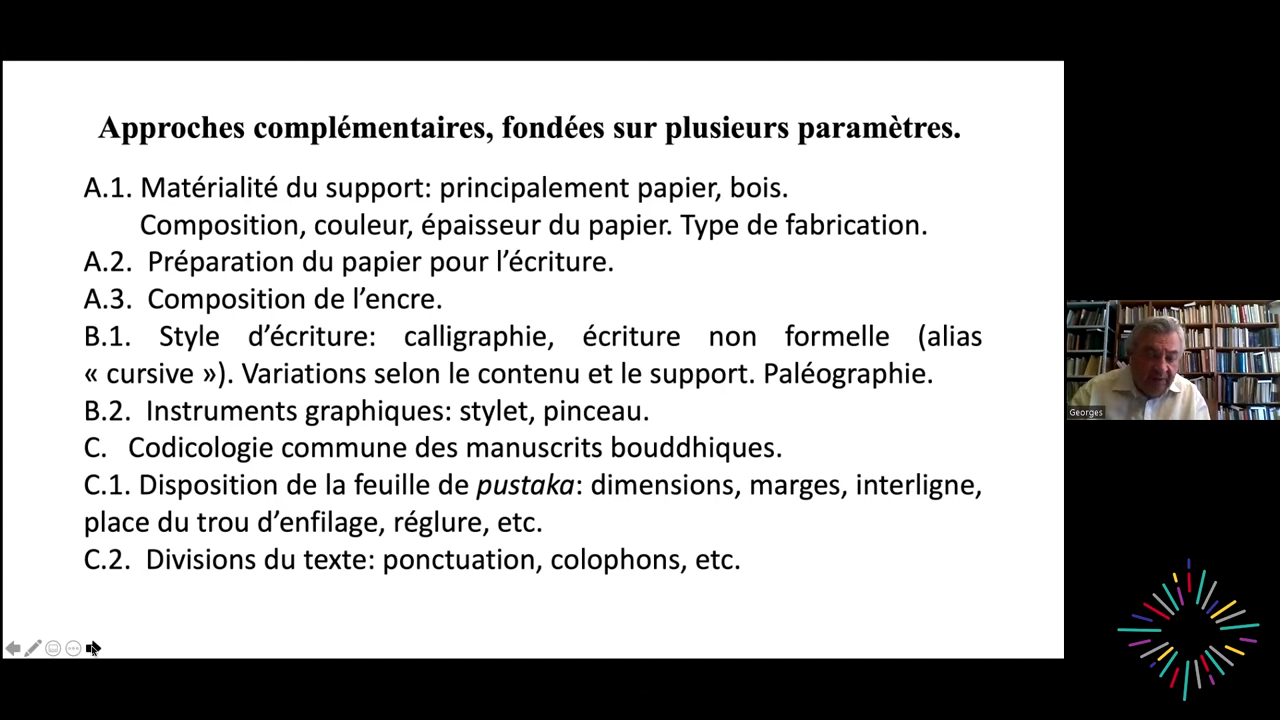 Approches complémentaires, fondées sur plusieurs paramètres.
A.1. Matérialité du support: principalement papier, bois.
Composition, couleur, épaisseur du papier. Type de fabrication.
A.2. Préparation du papier pour l’écriture.
A.3. Composition de l’encre.
B.1. Style d’écriture: calligraphie, écriture non formelle (alias
« cursive »). Variations selon le contenu et le support. Paléographie.
B.2. Instruments graphiques: stylet, pinceau.
C. Codicologie commune des manuscrits bouddhiques.
C.1. Disposition de la feuille de pustaka: dimensions, marges, interligne,
place du trou d’enfilage, réglure, etc.
C.2. Divisions du texte: ponctuation, colophons, etc.
Georges